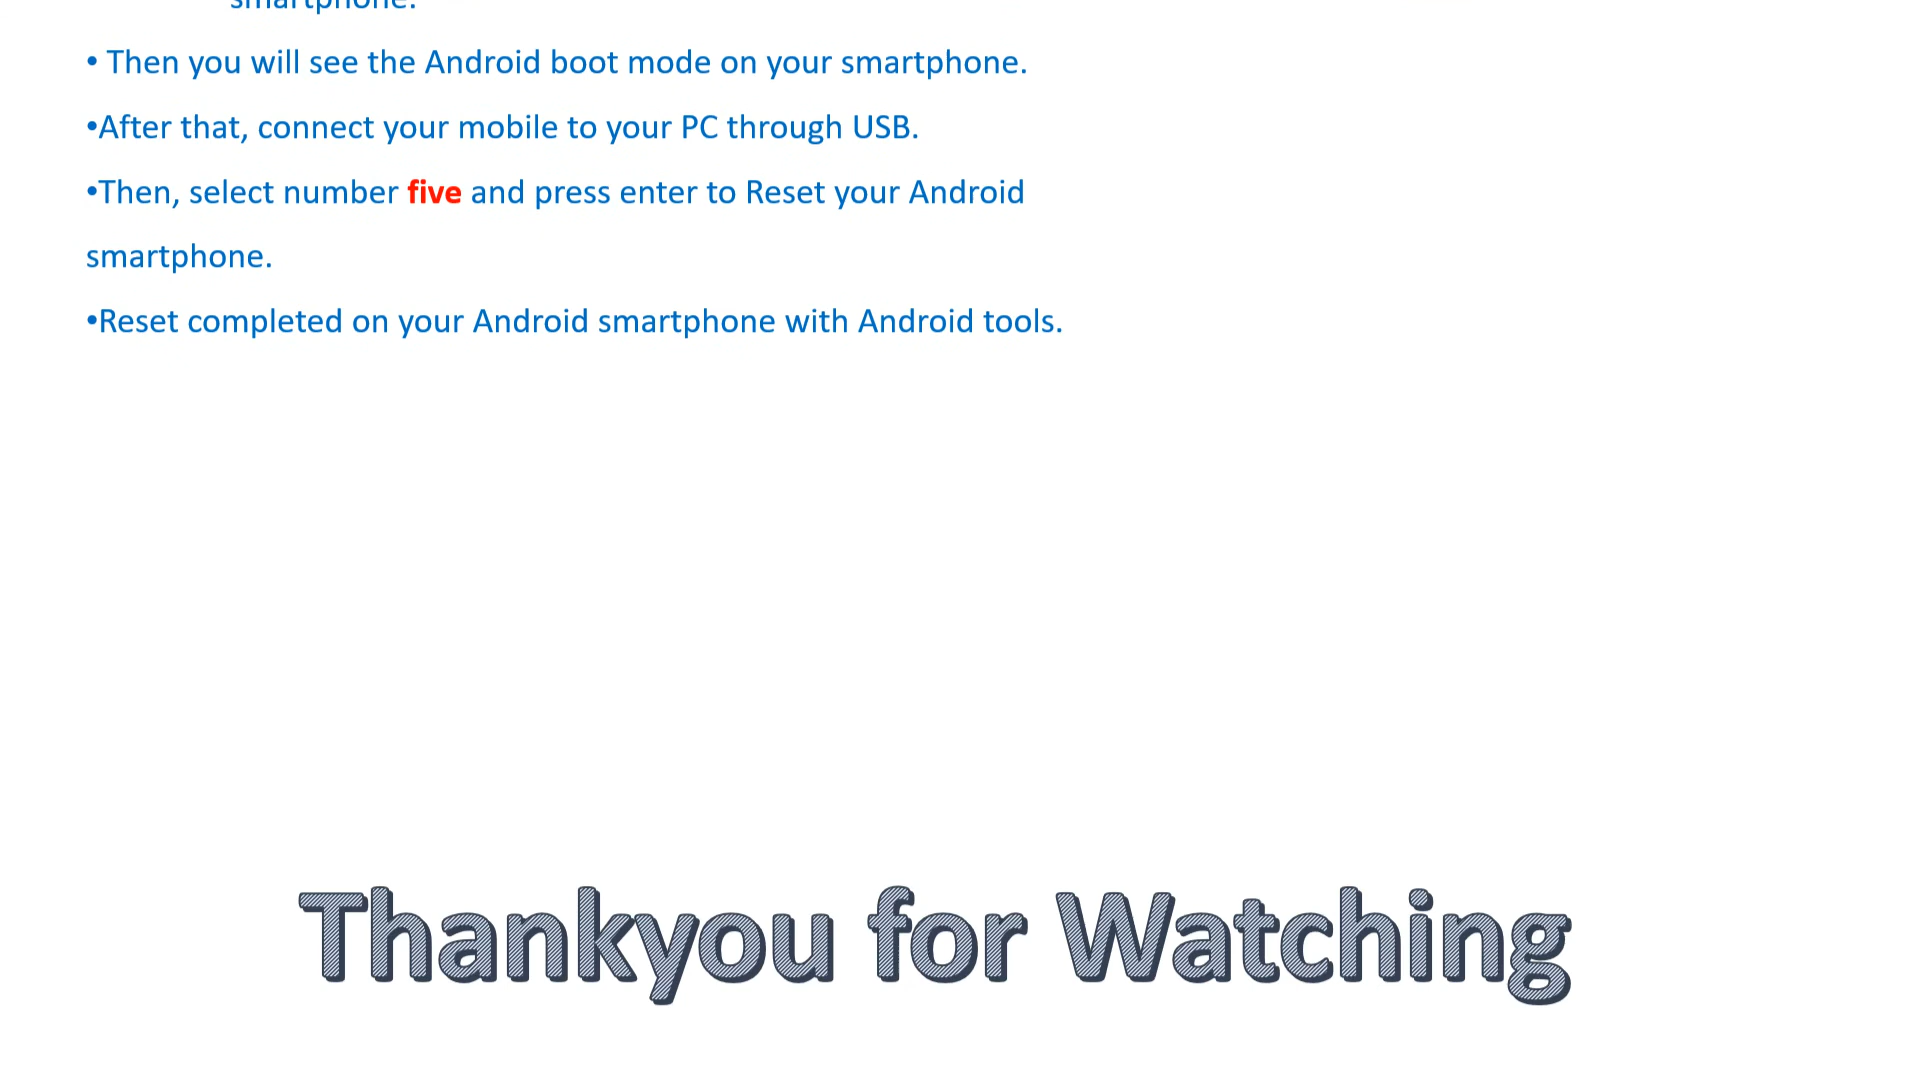 smartphone.
• Then you will see the Android boot mode on your smartphone.
•After that, connect your mobile to your PC through USB.
•Then, select number five and press enter to Reset your Android
smartphone.
•Reset completed on your Android smartphone with Android tools.
Thankyou for Watching